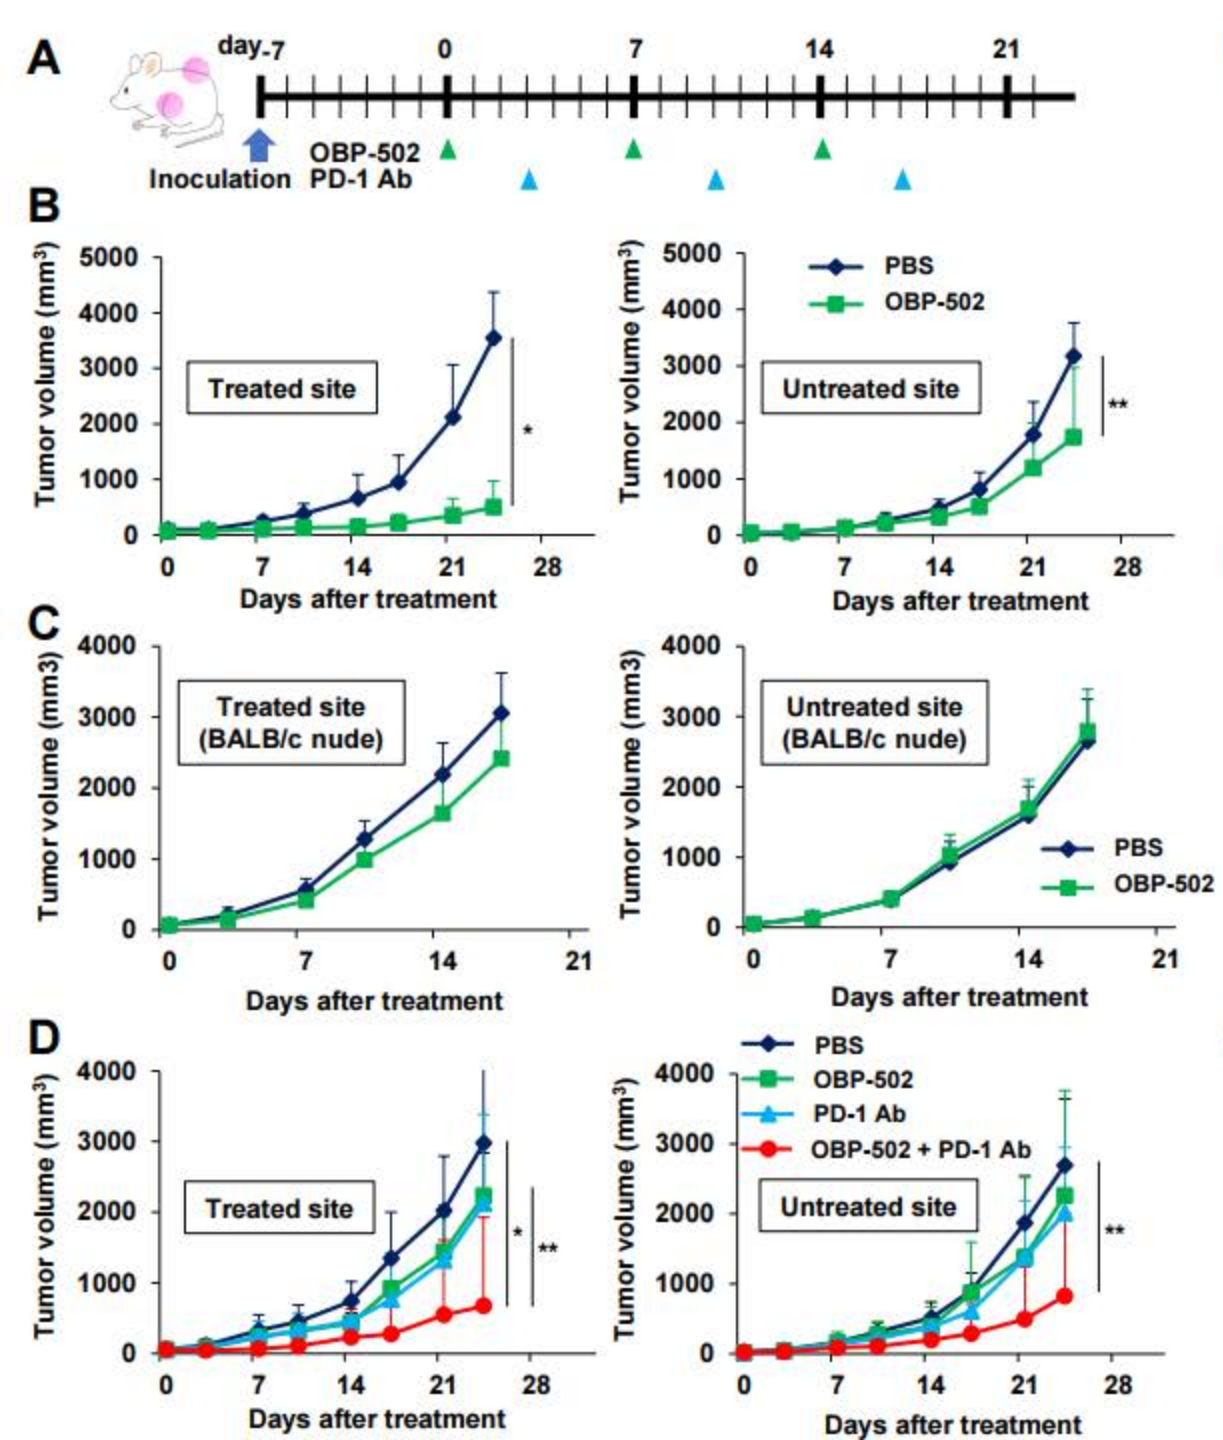 A
day-7 0 7 14 21
OBP-502
Inoculation PD-1 Ab
B
Tumor volume (mm³)
5000
4000
3000
2000
1000
0
Treated site
*
0 7 14 21 28
Days after treatment
Tumor volume (mm³)
5000
4000
3000
2000
1000
0
PBS
OBP-502
Untreated site
**
0 7 14 21 28
Days after treatment
C
Tumor volume (mm3)
4000
3000
2000
1000
0
Treated site
(BALB/c nude)
0 7 14 21
Days after treatment
Tumor volume (mm3)
4000
3000
2000
1000
0
Untreated site
(BALB/c nude)
PBS
OBP-502
0 7 14 21
Days after treatment
D
Tumor volume (mm³)
4000
3000
2000
1000
0
Treated site
* **
0 7 14 21 28
Days after treatment
PBS
OBP-502
PD-1 Ab
OBP-502 + PD-1 Ab
Tumor volume (mm³)
4000
3000
2000
1000
0
Untreated site
**
0 7 14 21 28
Days after treatment